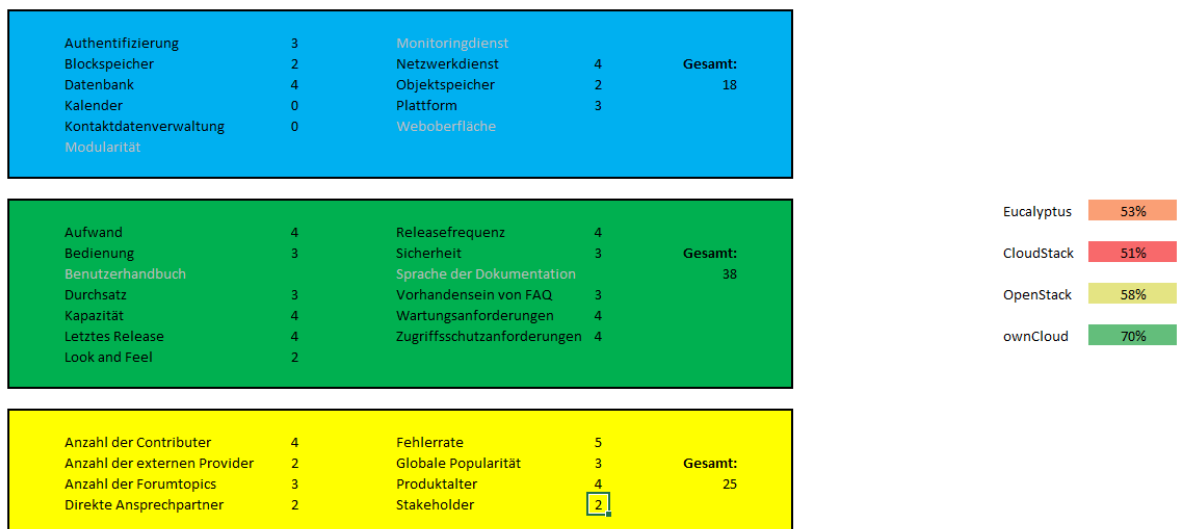 Authentifizierung 3 Monitoringdienst
Blockspeicher 2 Netzwerkdienst 4 Gesamt:
Datenbank 4 Objektspeicher 2 18
Kalender 0 Plattform 3
Kontaktdatenverwaltung 0 Weboberfläche
Modularität
Aufwand 4 Releasefrequenz 4
Bedienung 3 Sicherheit 3 Gesamt:
Benutzerhandbuch Sprache der Dokumentation 38
Durchsatz 3 Vorhandensein von FAQ 3
Kapazität 4 Wartungsanforderungen 4
Letztes Release 4 Zugriffsschutzanforderungen 4
Look and Feel 2
Anzahl der Contributer 4 Fehlerrate 5
Anzahl der externen Provider 2 Globale Popularität 3 Gesamt:
Anzahl der Forumtopics 3 Produktalter 4 25
Direkte Ansprechpartner 2 Stakeholder 2
Eucalyptus 53%
CloudStack 51%
OpenStack 58%
ownCloud 70%